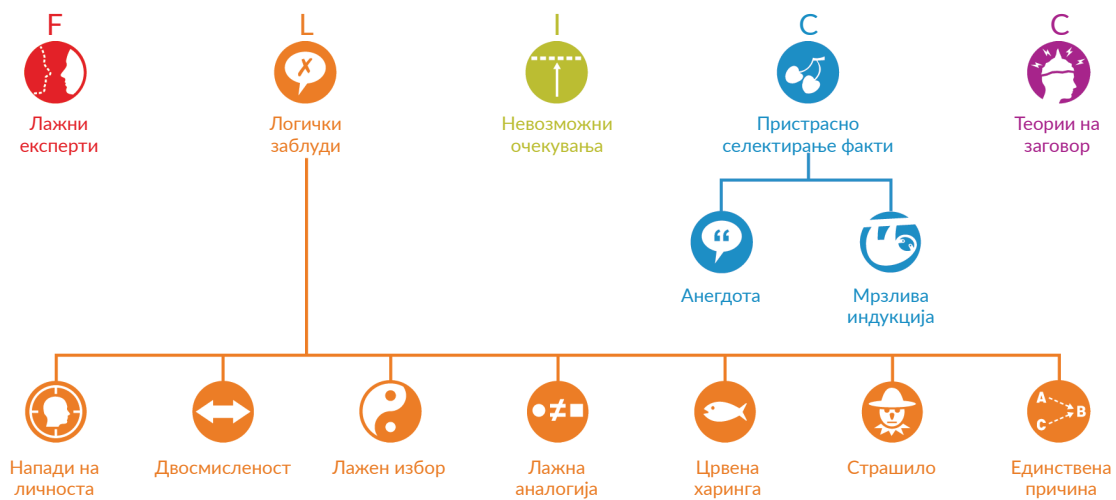 F
L
I
C
C
Лажни
експерти
Логички
заблуди
Невозможни
очекувања
Пристрасно
селектирање факти
Теории на
заговор
Анегдота
Мрзлива
индукција
Напади на
личноста
Двосмисленост
Лажен избор
Лажна
аналогија
Црвена
харинга
Страшило
A
C
B
Единствена
причина